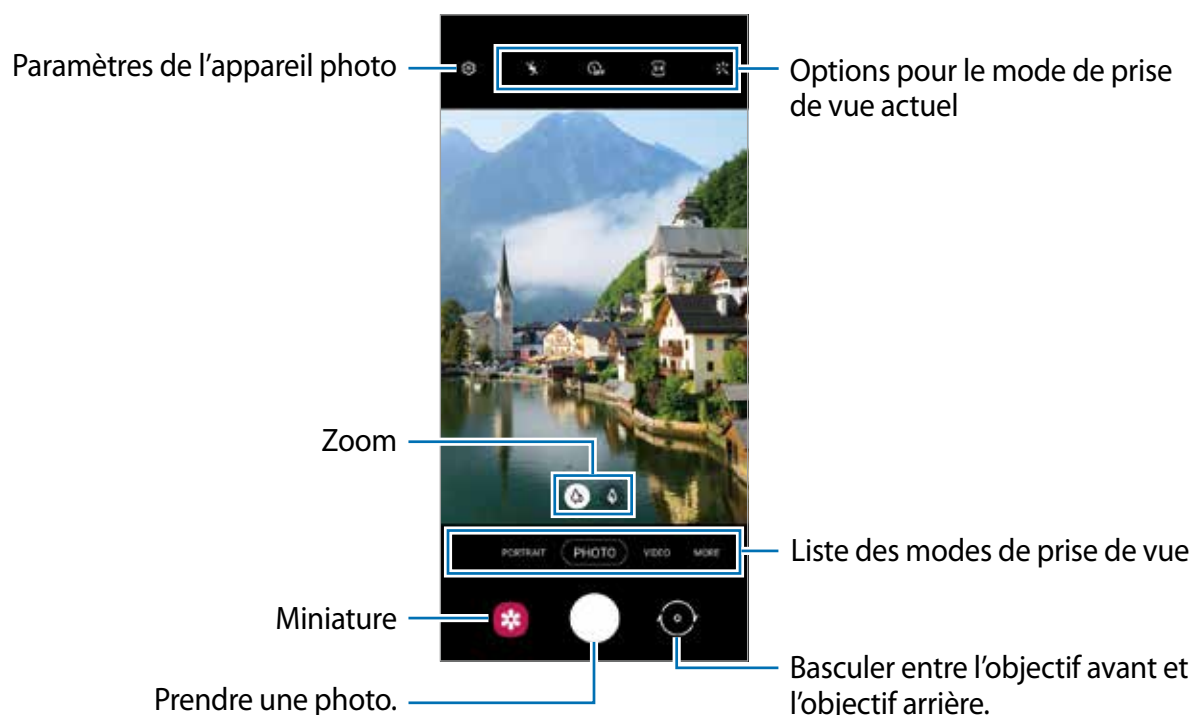 Paramètres de l’appareil photo
Options pour le mode de prise
de vue actuel
Zoom
PORTRAIT PHOTO VIDEO MORE
Liste des modes de prise de vue
Miniature
Basculer entre l’objectif avant et
l’objectif arrière.
Prendre une photo.